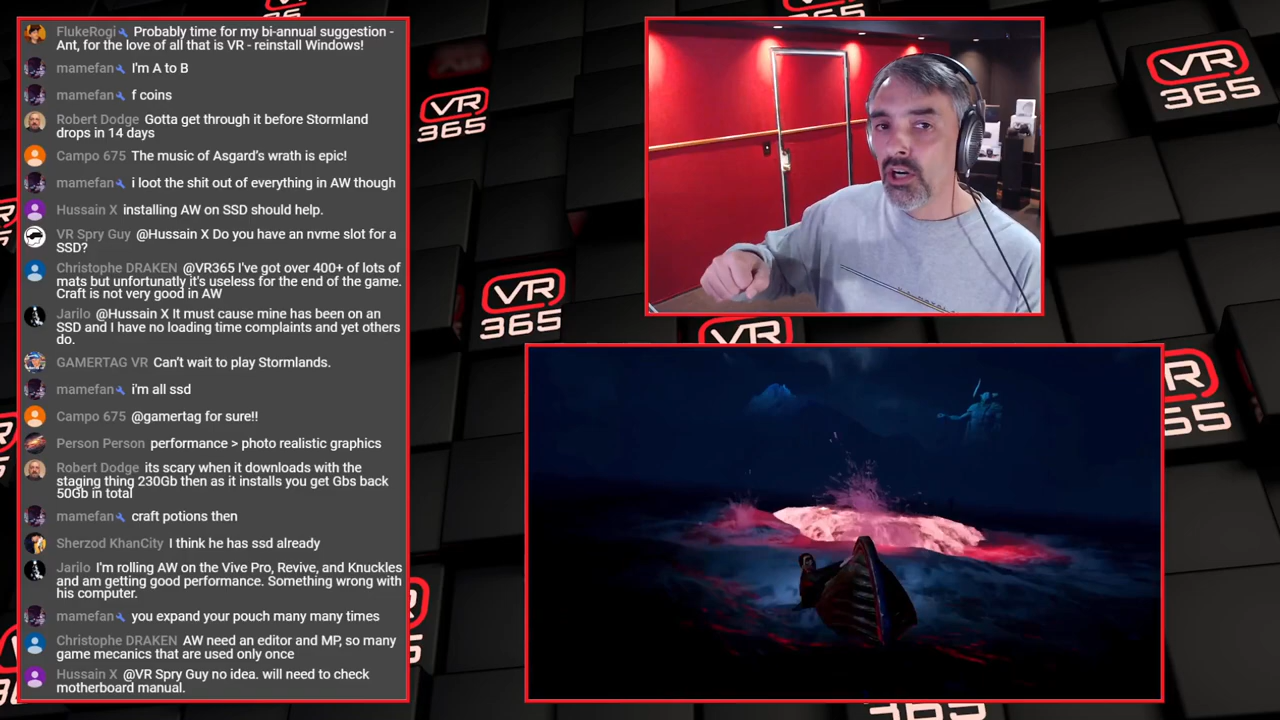 FlukeRogi Probably time for my bi-annual suggestion -
Ant, for the love of all that is VR - reinstall Windows!
mamefan I'm A to B
mamefan f coins
Robert Dodge Gotta get through it before Stormland
drops in 14 days
Campo 675 The music of Asgard's wrath is epic!
mamefan i loot the shit out of everything in AW though
Hussain X installing AW on SSD should help.
VR Spry Guy @Hussain X Do you have an nvme slot for a
SSD?
Christophe DRAKEN @VR365 I've got over 400+ of lots of
mats but unfortunatly it's useless for the end of the game.
Craft is not very good in AW
Jarilo @Hussain X It must cause mine has been on an
SSD and I have no loading time complaints and yet others
do.
GAMERTAG VR Can't wait to play Stormlands.
mamefan i'm all ssd
Campo 675 @gamertag for sure!!
Person Person performance > photo realistic graphics
Robert Dodge its scary when it downloads with the
staging thing 230Gb then as it installs you get Gbs back
50Gb in total
mamefan craft potions then
Sherzod KhanCity I think he has ssd already
Jarilo I'm rolling AW on the Vive Pro, Revive, and Knuckles
and am getting good performance. Something wrong with
his computer.
mamefan you expand your pouch many many times
Christophe DRAKEN AW need an editor and MP, so many
game mecanics that are used only once
Hussain X @VR Spry Guy no idea. will need to check
motherboard manual.
365
VR
365
VR
365
VR
365
VR
R
65
365